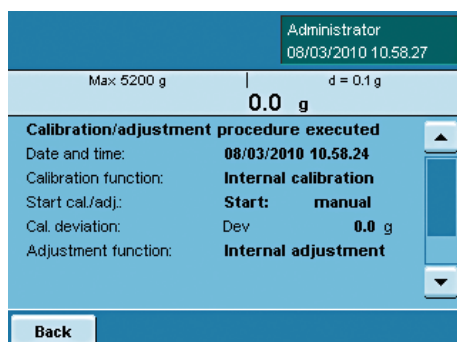 Administrator
08/03/2010 10.58.27
Max 5200 g d = 0.1 g
0.0 g
Calibration/adjustment procedure executed
Date and time: 08/03/2010 10.58.24
Calibration function: Internal calibration
Start cal./adj.: Start: manual
Cal. deviation: Dev 0.0 g
Adjustment function: Internal adjustment
Back